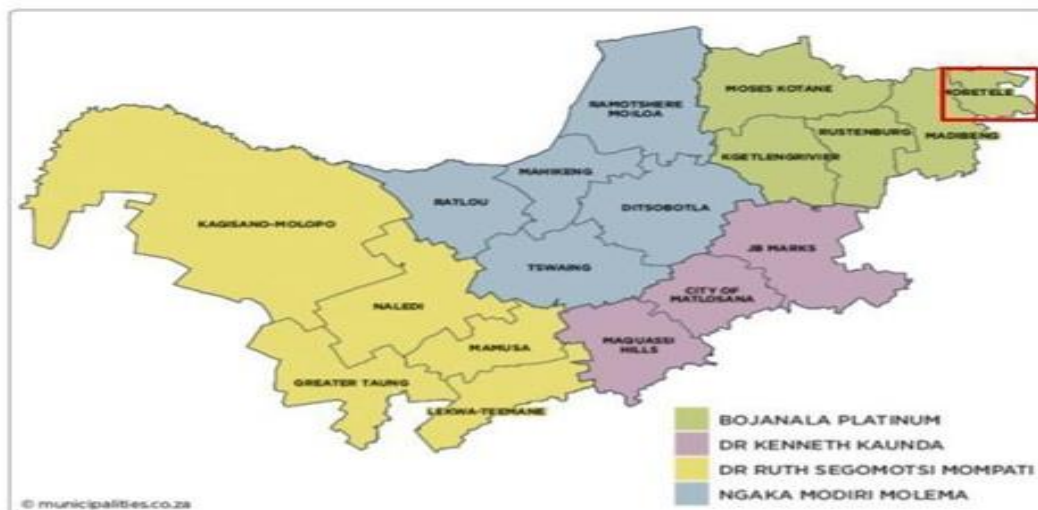 MOSES KOTANE
MORETELE
RAMOTSHERE
MOILOA
RUSTENBURG
MADIBENG
KGETLENGRIVIER
MAHIKENG
RATLOU
DITSOBOTLA
KAGISANO-MOLOPO
JB MARKS
TSWAING
CITY OF
MATLOSANA
NALEDI
MAQUASSI
HILLS
MAMUSA
GREATER TAUNG
LEKWA-TEEMANE
BOJANALA PLATINUM
DR KENNETH KAUNDA
DR RUTH SEGOMOTSI MOMPATI
NGAKA MODIRI MOLEMA
© municipalities.co.za